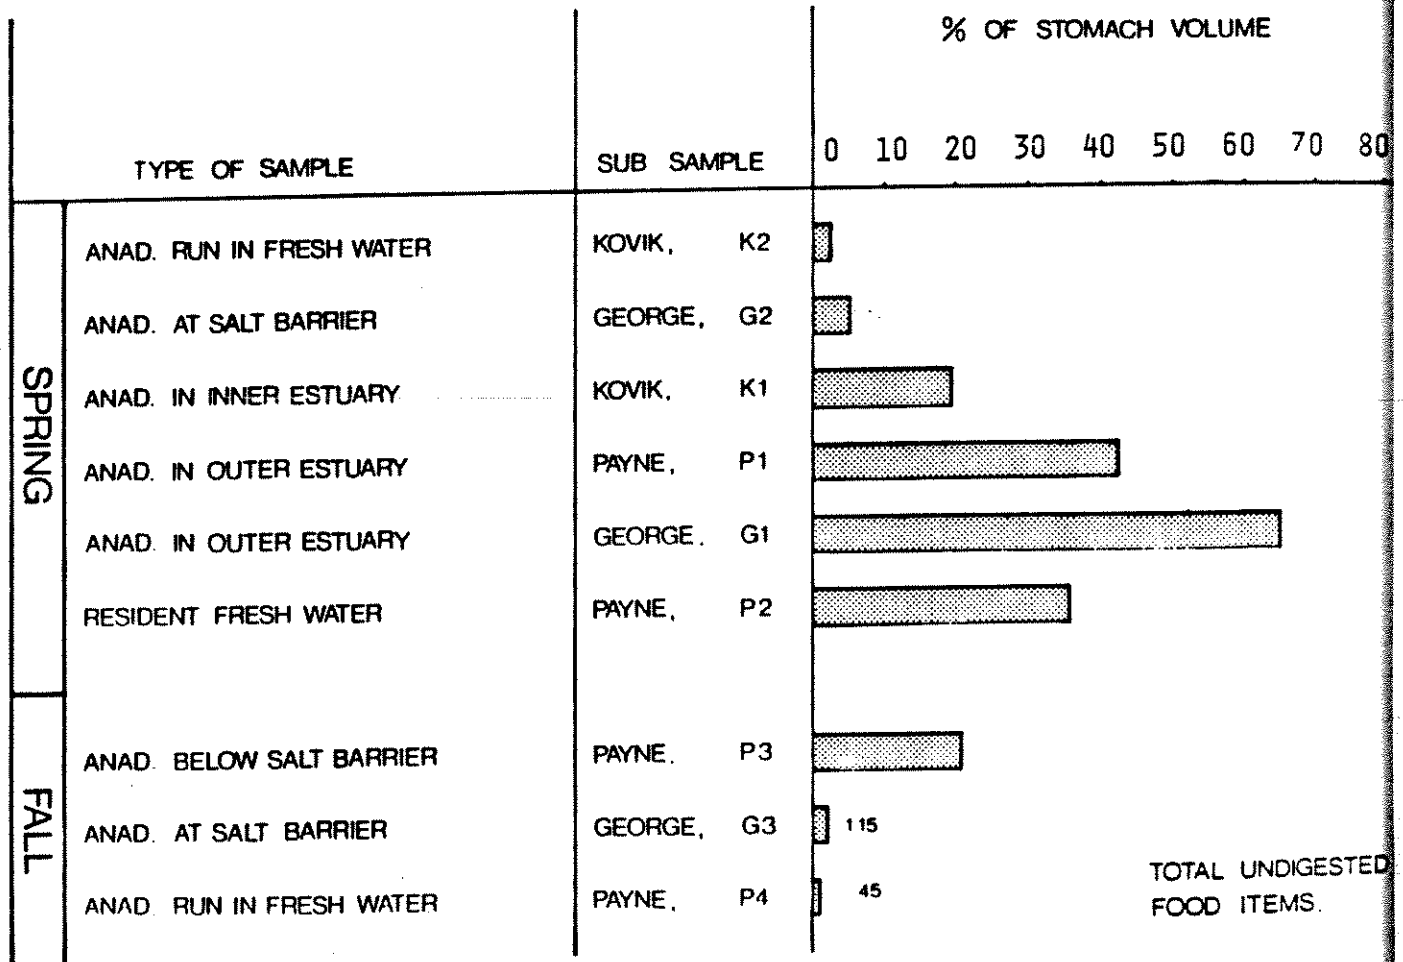 % OF STOMACH VOLUME
TYPE OF SAMPLE SUB SAMPLE 0 10 20 30 40 50 60 70 80
SPRING
ANAD. RUN IN FRESH WATER KOVIK, K2
ANAD. AT SALT BARRIER GEORGE, G2
ANAD. IN INNER ESTUARY KOVIK, K1
ANAD. IN OUTER ESTUARY PAYNE, P1
ANAD. IN OUTER ESTUARY GEORGE. G1
RESIDENT FRESH WATER PAYNE, P2
FALL
ANAD. BELOW SALT BARRIER PAYNE. P3
ANAD. AT SALT BARRIER GEORGE, G3 115
ANAD. RUN IN FRESH WATER PAYNE, P4 45
TOTAL UNDIGESTED
FOOD ITEMS.